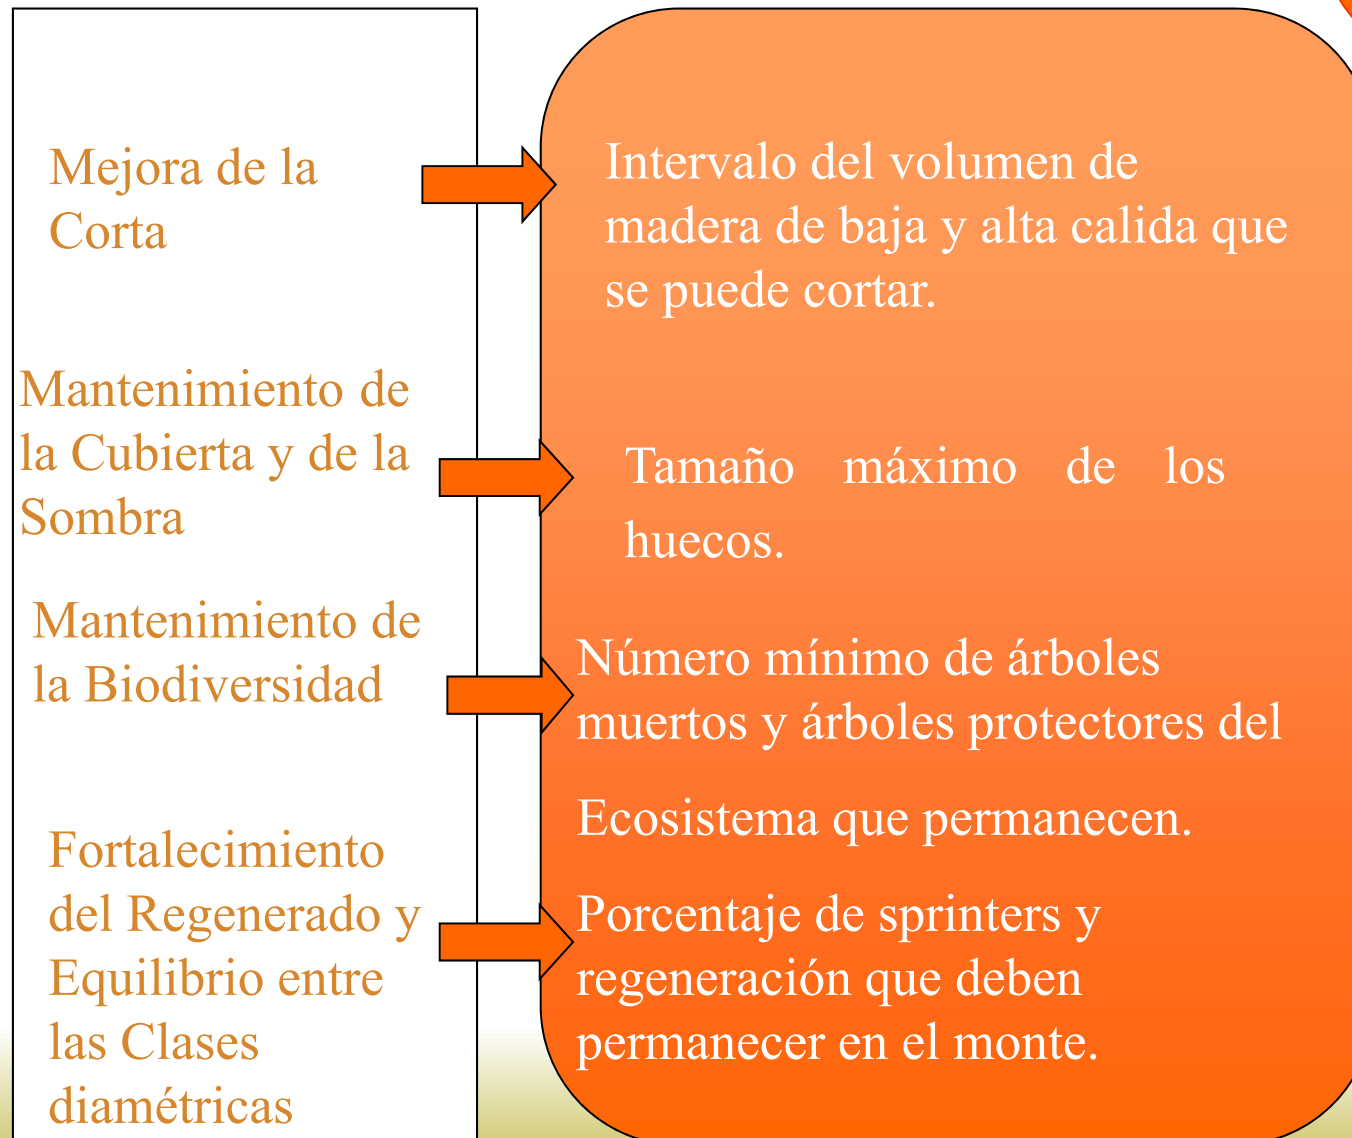 Mejora de la
Corta
Intervalo del volumen de
madera de baja y alta calida que
se puede cortar.
Mantenimiento de
la Cubierta y de la
Sombra
Tamaño máximo de los
huecos.
Mantenimiento de
la Biodiversidad
Número mínimo de árboles
muertos y árboles protectores del
Ecosistema que permanecen.
Fortalecimiento
del Regenerado y
Equilibrio entre
las Clases
diamétricas
Porcentaje de sprinters y
regeneración que deben
permanecer en el monte.